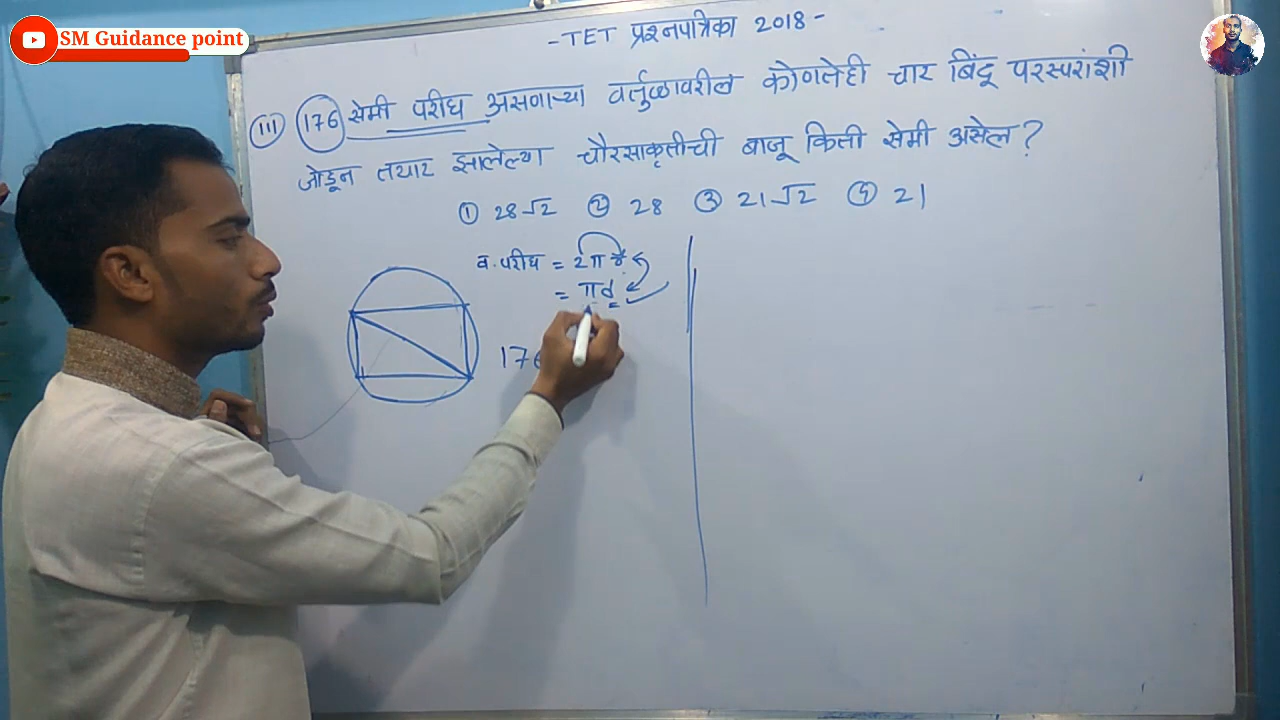 SM Guidance point
-TET प्रश्नपत्रिका 2018-
(111) 176 सेमी परीघ असणाऱ्या वर्तुळावरील कोणतेही चार बिंदू परस्परांशी
जोडून तयार झालेल्या चौरसाकृतीची बाजू किती सेमी असेल?
① 28√2 ② 28 ③ 21√2 ④ 21
व. परीघ = 2πr
= πd
176